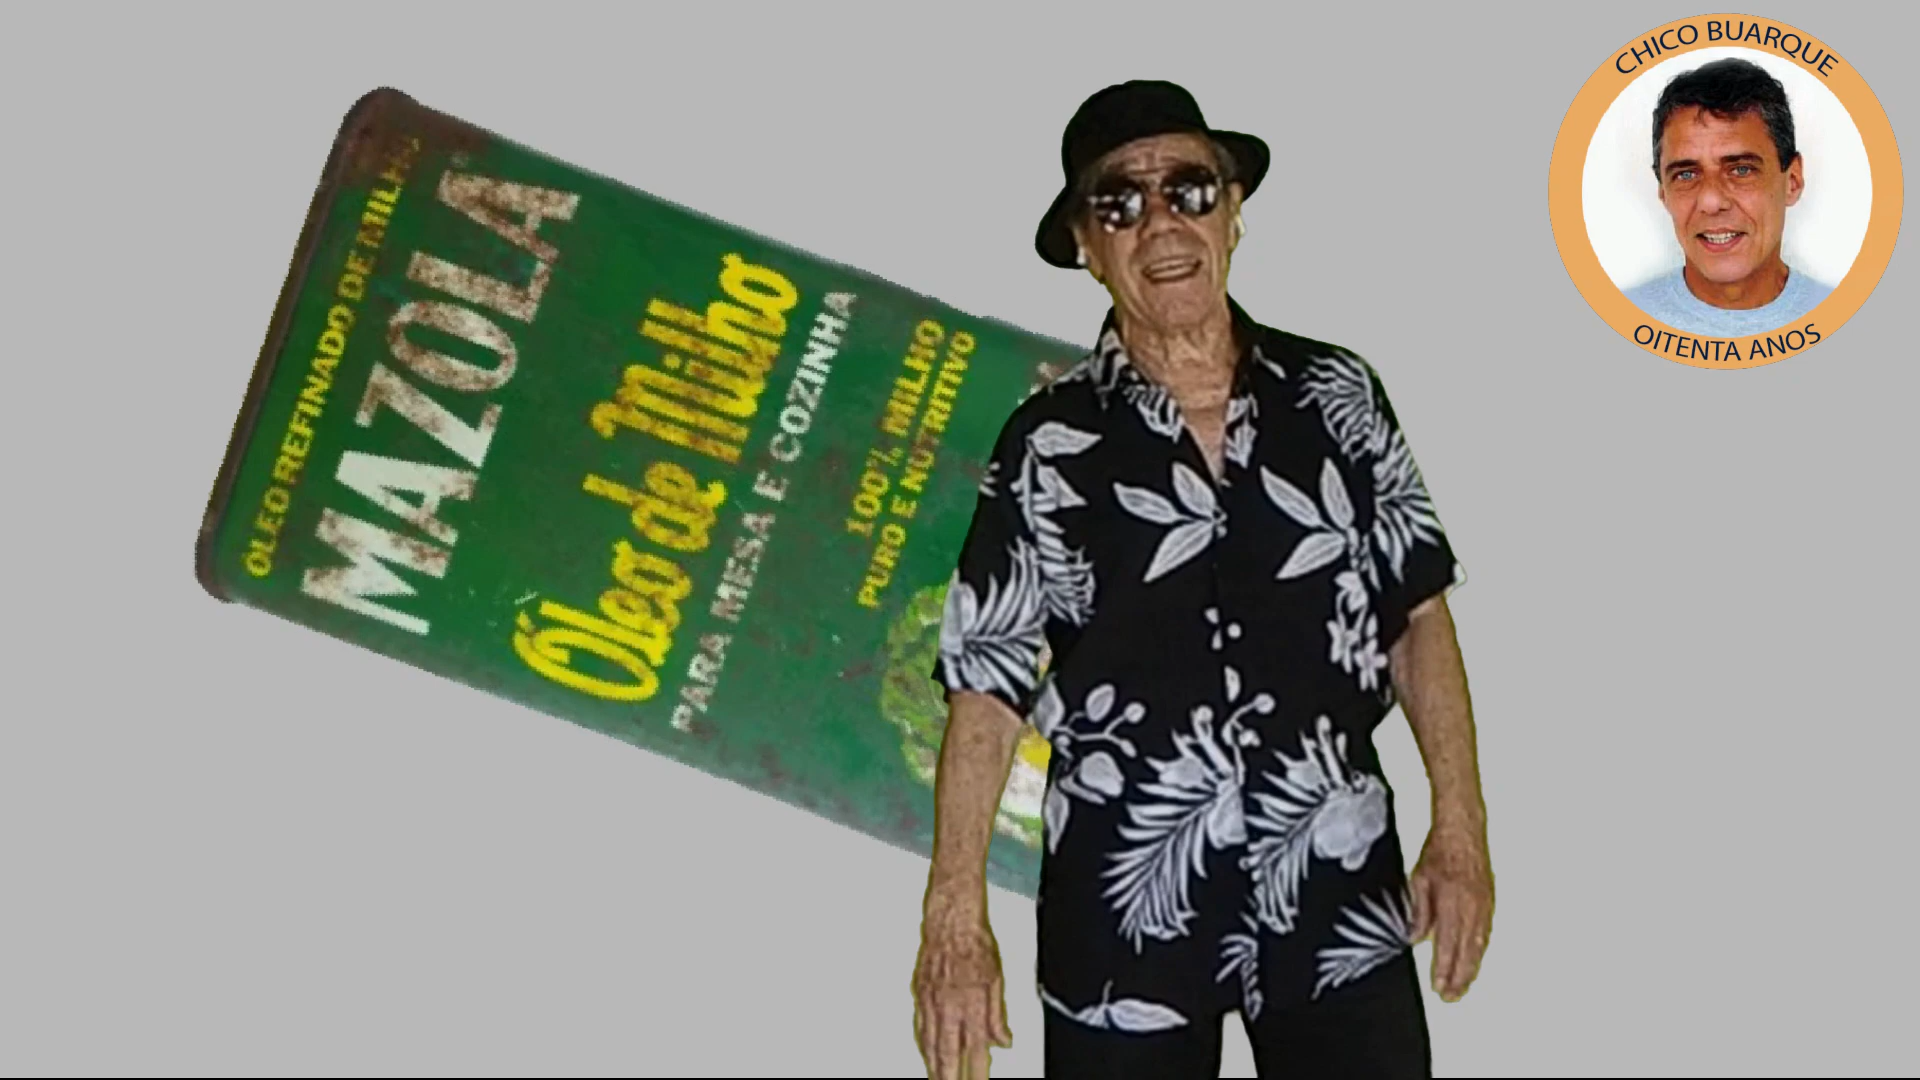 ÓLEO REFINADO DE MILHO
MAZOLA
Óleo de Milho
PARA MESA E COZINHA
100% MILHO
PURO E NUTRITIVO
CHICO BUARQUE
OITENTA ANOS